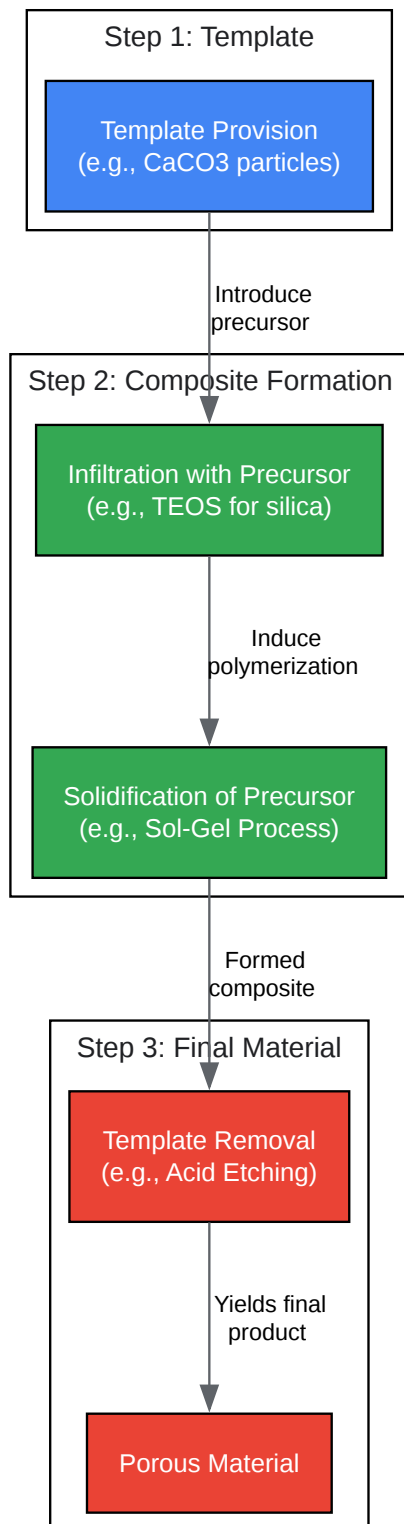 Step 1: Template
Template Provision
(e.g., CaCO3 particles)
Introduce
precursor
Step 2: Composite Formation
Infiltration with Precursor
(e.g., TEOS for silica)
Induce
polymerization
Solidification of Precursor
(e.g., Sol-Gel Process)
Formed
composite
Step 3: Final Material
Template Removal
(e.g., Acid Etching)
Yields final
product
Porous Material